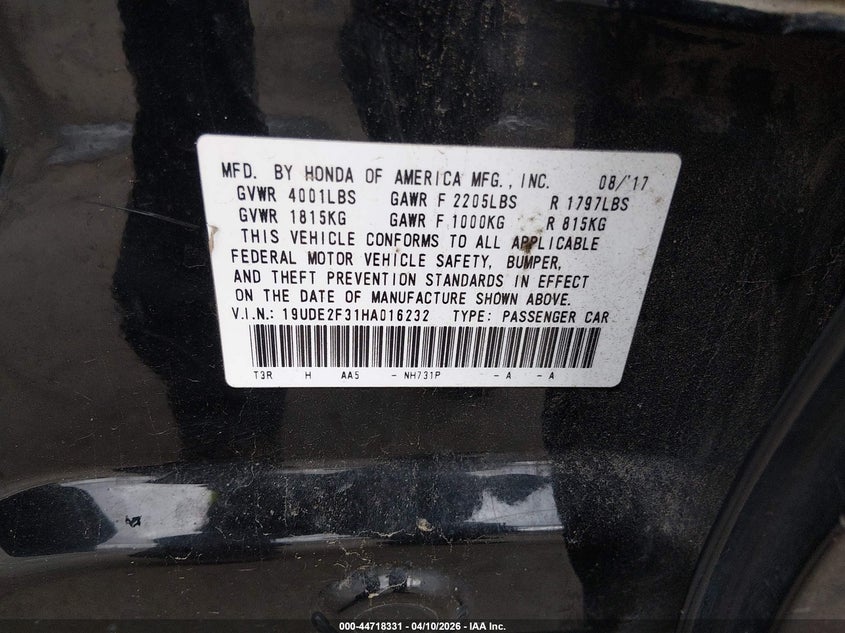 MFD. BY HONDA OF AMERICA MFG., INC. 08/'17
GVWR 4001LBS GAWR F 2205LBS R 1797LBS
GVWR 1815KG GAWR F 1000KG R 815KG
THIS VEHICLE CONFORMS TO ALL APPLICABLE
FEDERAL MOTOR VEHICLE SAFETY, BUMPER,
AND THEFT PREVENTION STANDARDS IN EFFECT
ON THE DATE OF MANUFACTURE SHOWN ABOVE.
V.I.N.: 19UDE2F31HA016232 TYPE: PASSENGER CAR
T3R H AA5 - NH731P - A - A
000-44718331 - 04/10/2026 - IAA Inc.